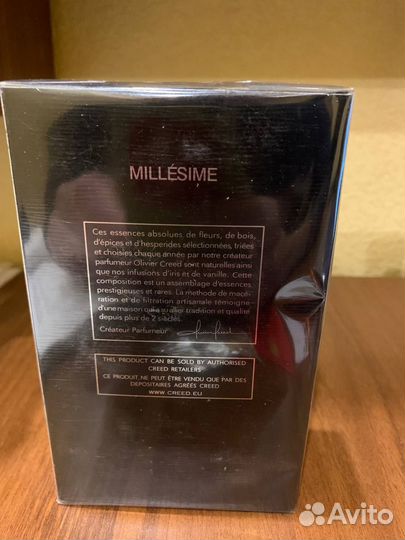 MILLÉSIME
Ces essences absolues de fleurs, de bois,
d'épices et d'hesperides sélectionnées, triées
et choisies chaque année par notre créateur
parfumeur Olivier Creed sont naturelles ainsi
que nos infusions d'iris et de vanille. Cette
composition est un assemblage d'essences
prestigieuses et rares. La methode de macé-
ration et de filtration artisanale témoigne
d'une maison qui a su allier tradition et qualité
depuis plus de 2 siècles.
Créateur Parfumeur
THIS PRODUCT CAN BE SOLD BY AUTHORISED
CREED RETAILERS
CE PRODUIT NE PEUT ÊTRE VENDU QUE PAR DES
DEPOSITAIRES AGRÉÉS CREED
WWW.CREED.EU
Avito